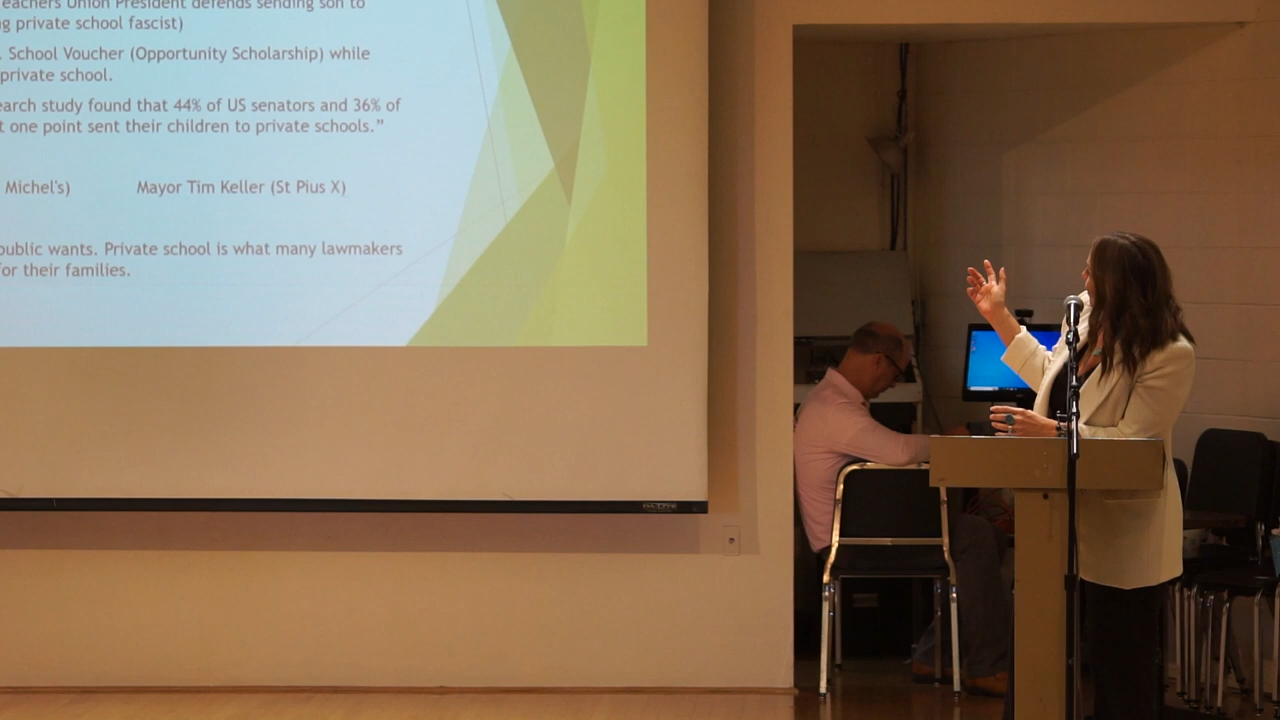 eachers Union President defends sending son to
g private school fascist)
. School Voucher (Opportunity Scholarship) while
private school.
earch study found that 44% of US senators and 36% of
t one point sent their children to private schools.”
Michel's) Mayor Tim Keller (St Pius X)
public wants. Private school is what many lawmakers
for their families.